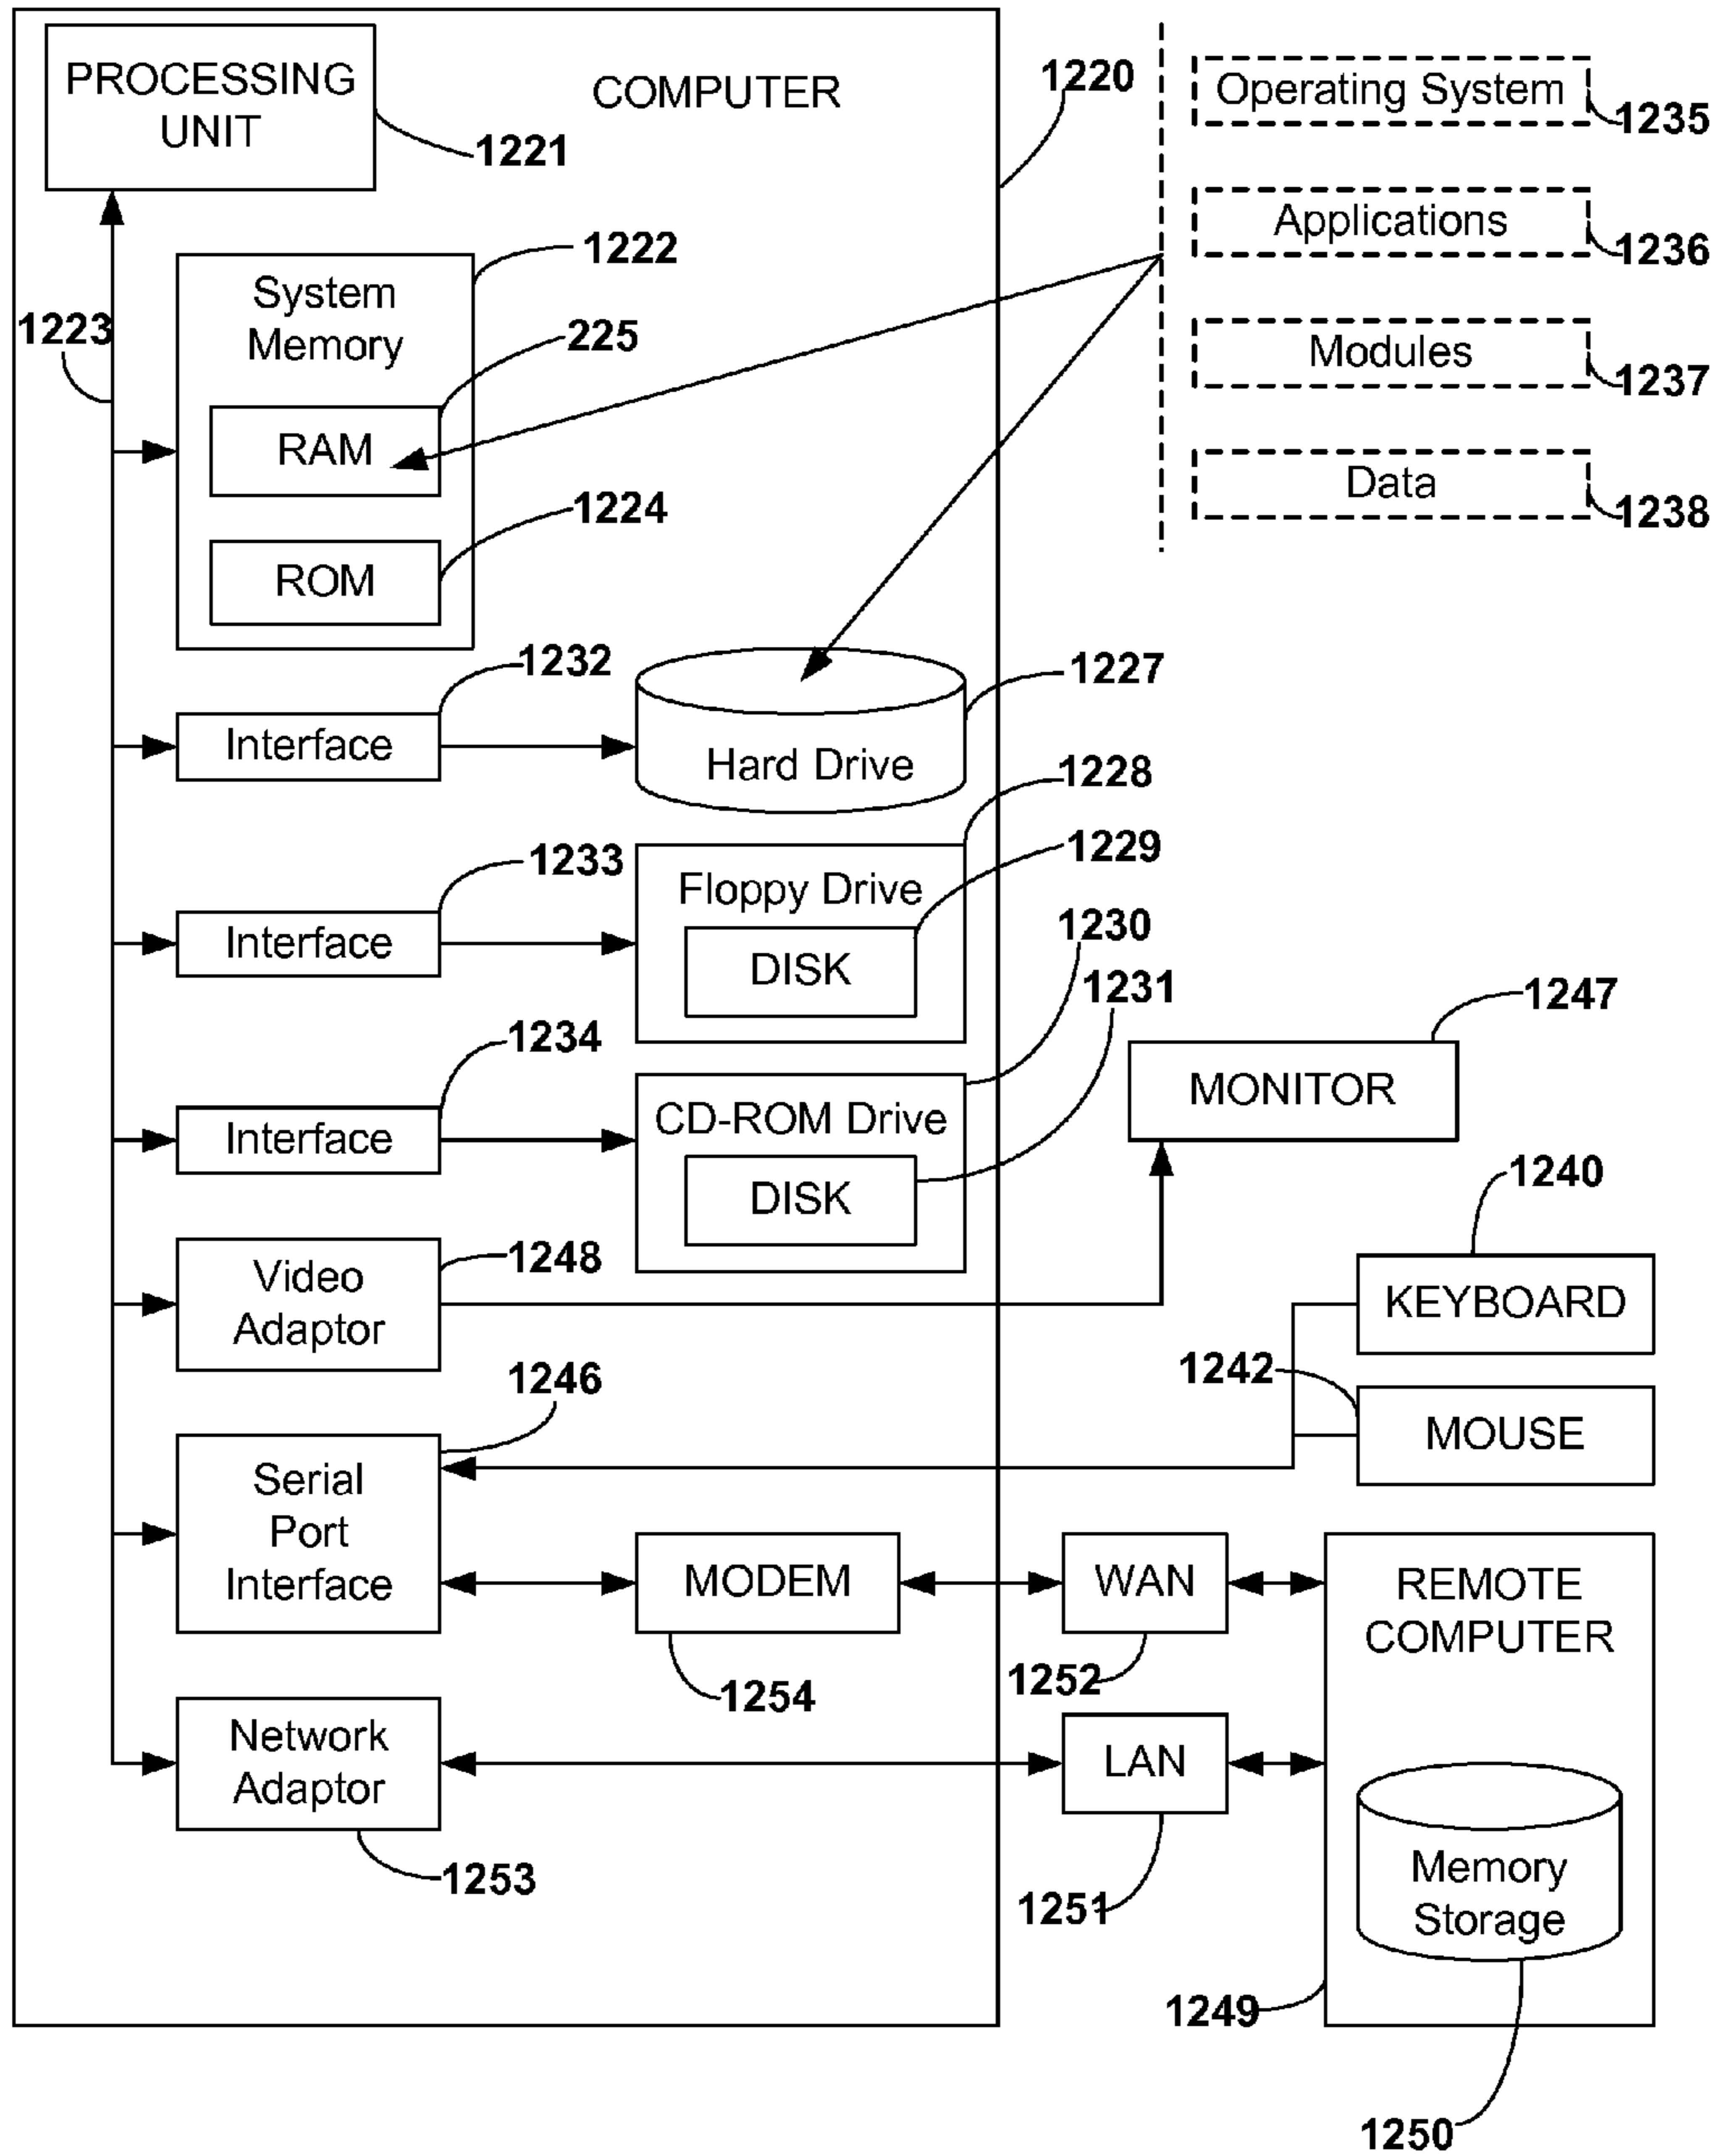 PROCESSING
UNIT
COMPUTER
1221
1220
Operating System
1235
Applications
1236
Modules
1237
Data
1238
1222
System
Memory
1223
225
RAM
1224
ROM
1232
Interface
Hard Drive
1227
1228
1233
Interface
Floppy Drive
1229
DISK
1230
1231
1234
Interface
CD-ROM Drive
DISK
1247
MONITOR
1240
KEYBOARD
1248
Video
Adaptor
1242
MOUSE
1246
Serial
Port
Interface
MODEM
1254
WAN
1252
REMOTE
COMPUTER
Network
Adaptor
1253
LAN
1251
Memory
Storage
1249
1250